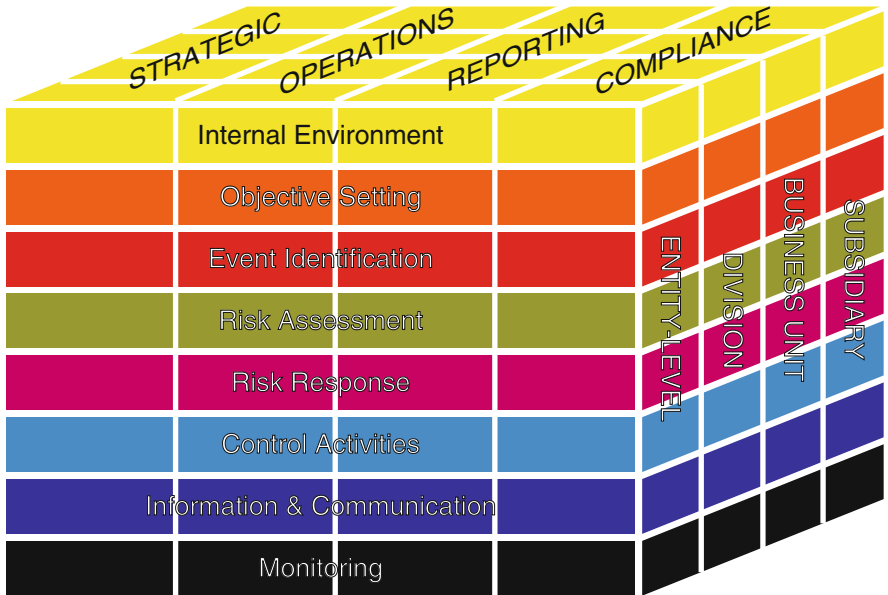 STRATEGIC
OPERATIONS
REPORTING
COMPLIANCE
Internal Environment
Objective Setting
Event Identification
Risk Assessment
Risk Response
Control Activities
Information & Communication
Monitoring
ENTITY-LEVEL
DIVISION
BUSINESS UNIT
SUBSIDIARY